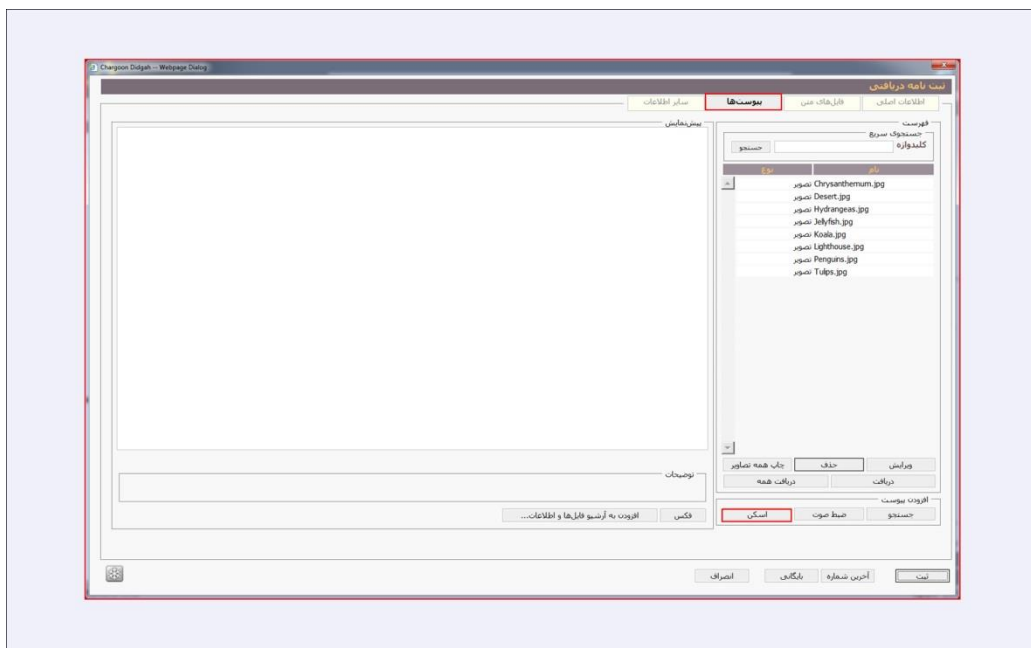 Chargoon Didgah -- Webpage Dialog
ثبت نامه دریافتی
اطلاعات اصلی
فایل‌های متن
پیوست‌ها
سایر اطلاعات
فهرست
جستجوی سریع
کلیدواژه
جستجو
نام
نوع
Chrysanthemum.jpg تصویر
Desert.jpg تصویر
Hydrangeas.jpg تصویر
Jellyfish.jpg تصویر
Koala.jpg تصویر
Lighthouse.jpg تصویر
Penguins.jpg تصویر
Tulips.jpg تصویر
ویرایش
حذف
چاپ همه تصاویر
دریافت
دریافت همه
افزودن پیوست
جستجو
ضبط صوت
اسکن
پیش‌نمایش
توضیحات
فکس
افزودن به آرشیو فایل‌ها و اطلاعات...
ثبت
آخرین شماره
بایگانی
انصراف